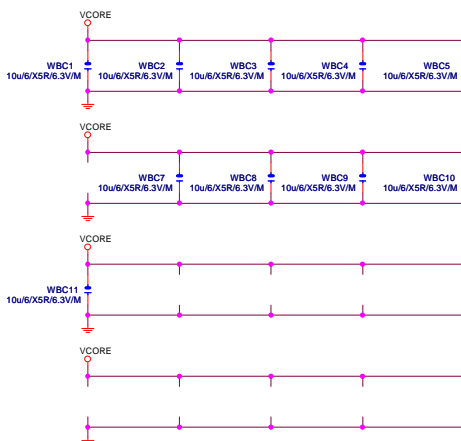 VCORE
WBC1 WBC2 WBC3 WBC4 WBC5
10u/6/X5R/6.3V/M 10u/6/X5R/6.3V/M 10u/6/X5R/6.3V/M 10u/6/X5R/6.3V/M 10u/6/X5R/6.3V/M
VCORE
WBC7 WBC8 WBC9 WBC10
10u/6/X5R/6.3V/M 10u/6/X5R/6.3V/M 10u/6/X5R/6.3V/M 10u/6/X5R/6.3V/M
VCORE
WBC11
10u/6/X5R/6.3V/M
VCORE